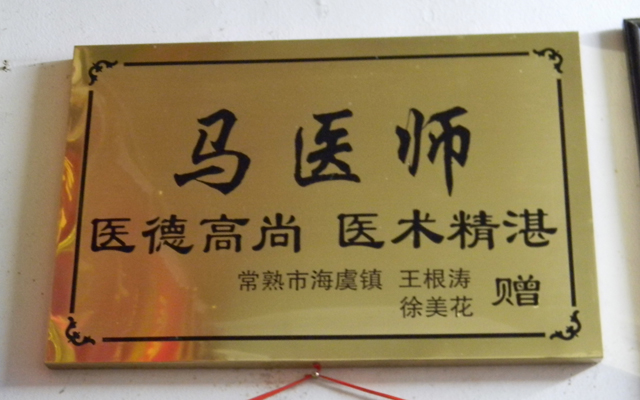 马医师
医德高尚 医术精湛
常熟市海虞镇 王根涛
徐美花 赠